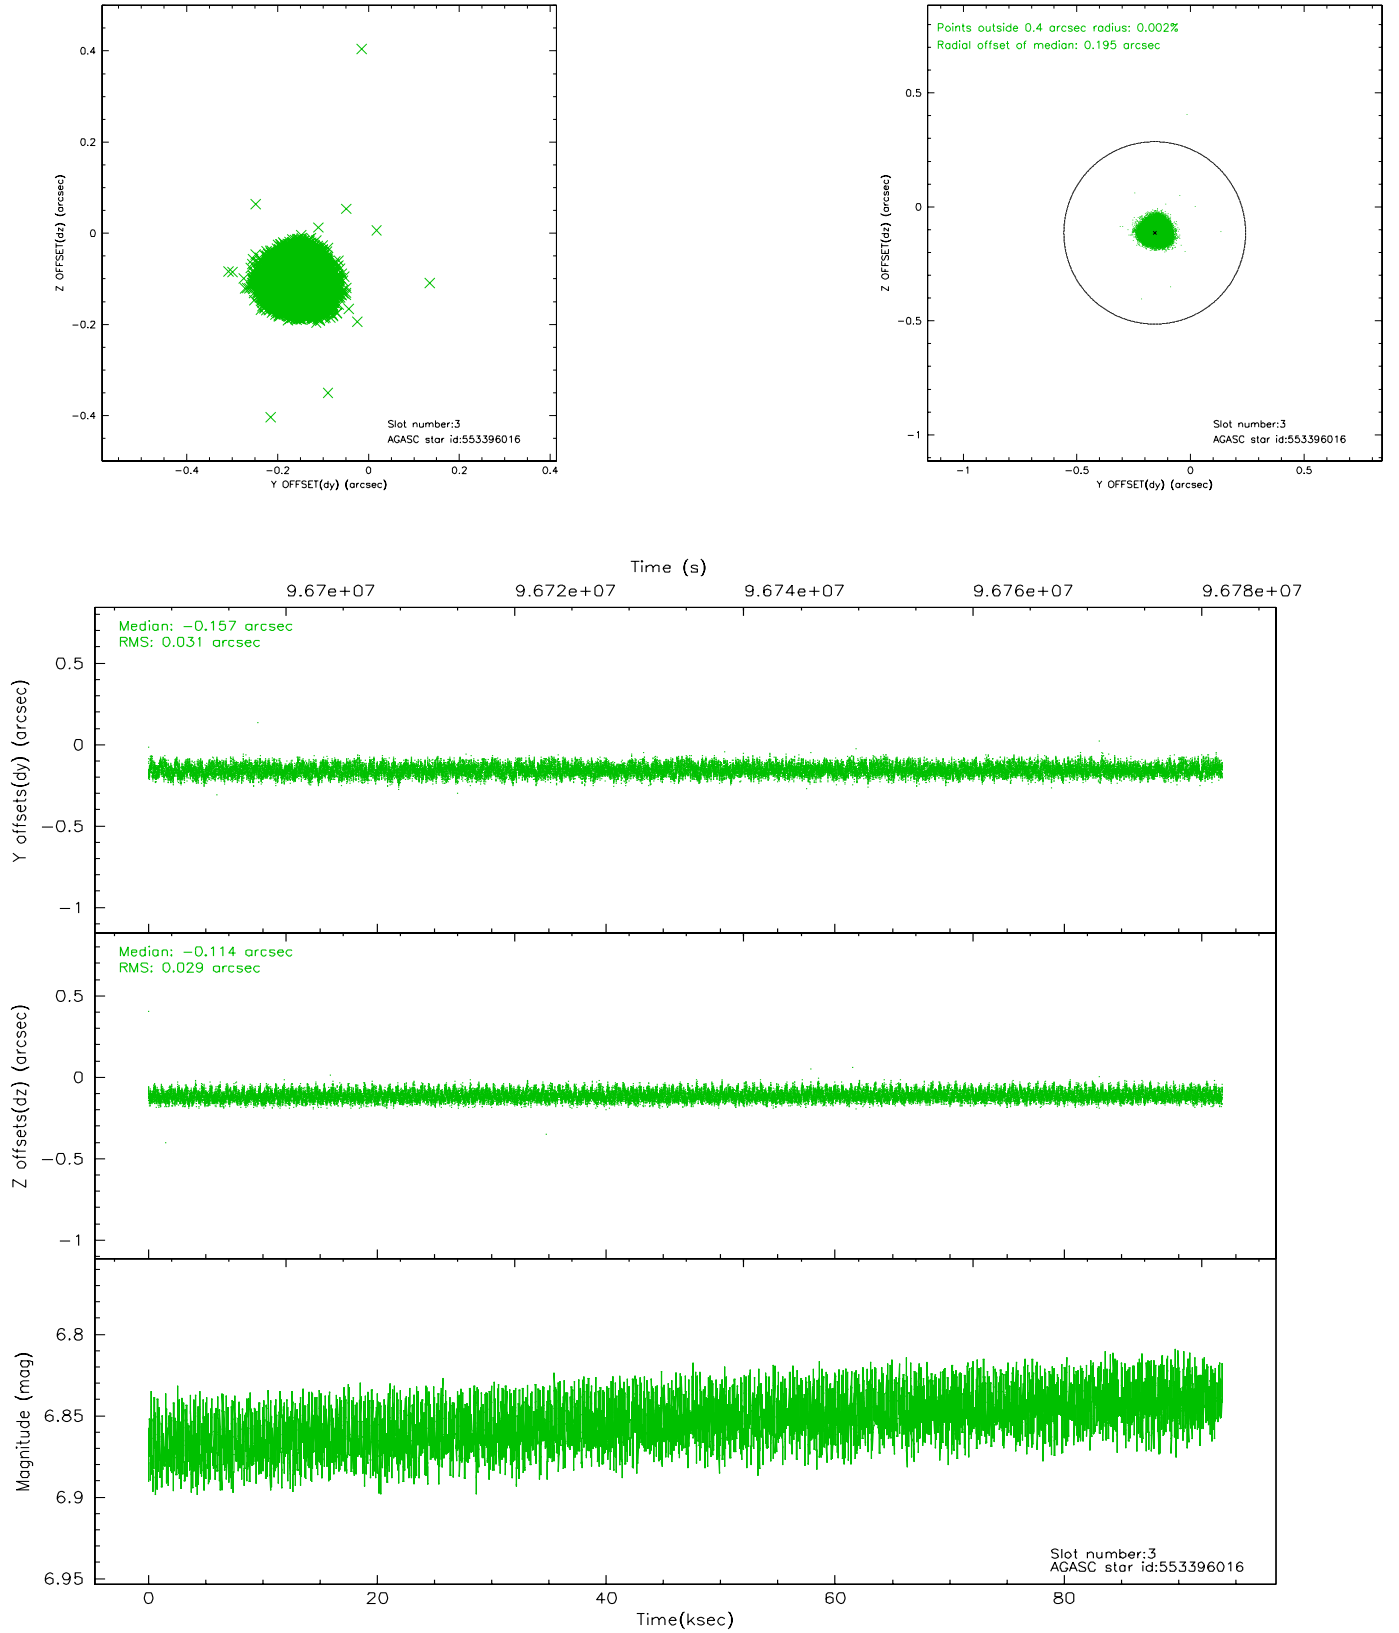 0.4
0.2
0
−0.2
−0.4
Z OFFSET(dz) (arcsec)
Slot number:3
AGASC star id:553396016
−0.4 −0.2 0 0.2 0.4
Y OFFSET(dy) (arcsec)
Points outside 0.4 arcsec radius: 0.002%
Radial offset of median: 0.195 arcsec
0.5
0
−0.5
−1
Z OFFSET(dz) (arcsec)
Slot number:3
AGASC star id:553396016
−1 −0.5 0 0.5
Y OFFSET(dy) (arcsec)
Time (s)
9.67e+07 9.672e+07 9.674e+07 9.676e+07 9.678e+07
Median: −0.157 arcsec
RMS: 0.031 arcsec
0.5
0
−0.5
−1
Y offsets(dy) (arcsec)
Median: −0.114 arcsec
RMS: 0.029 arcsec
0.5
0
−0.5
−1
Z offsets(dz) (arcsec)
6.8
6.85
6.9
6.95
Magnitude (mag)
Slot number:3
AGASC star id:553396016
0 20 40 60 80
Time(ksec)